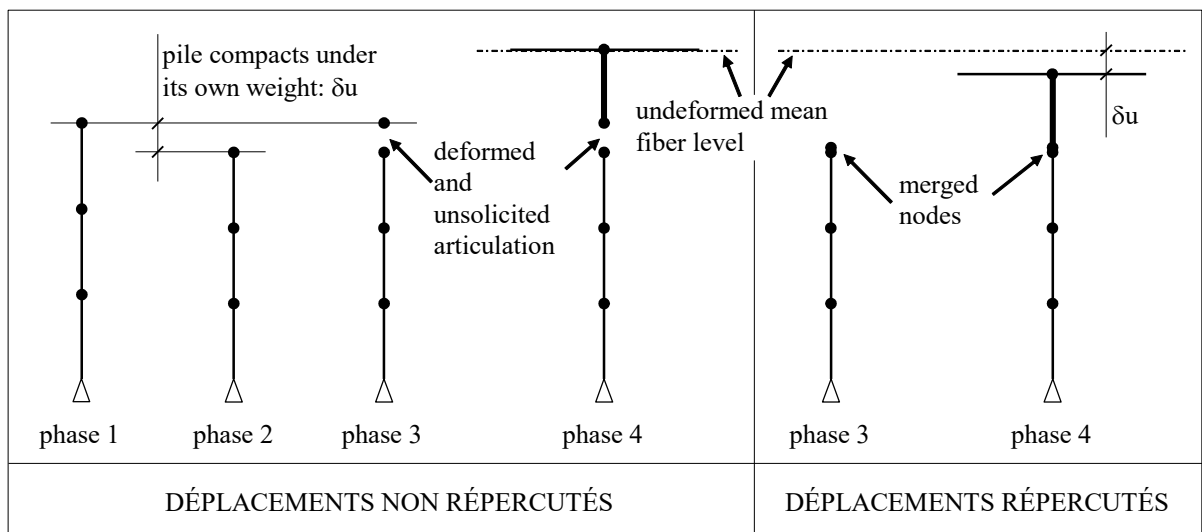 pile compacts under
its own weight: δu
deformed
and
unsolicited
articulation
undeformed mean
fiber level
merged
nodes
δu
phase 1
phase 2
phase 3
phase 4
phase 3
phase 4
DÉPLACEMENTS NON RÉPERCUTÉS
DÉPLACEMENTS RÉPERCUTÉS